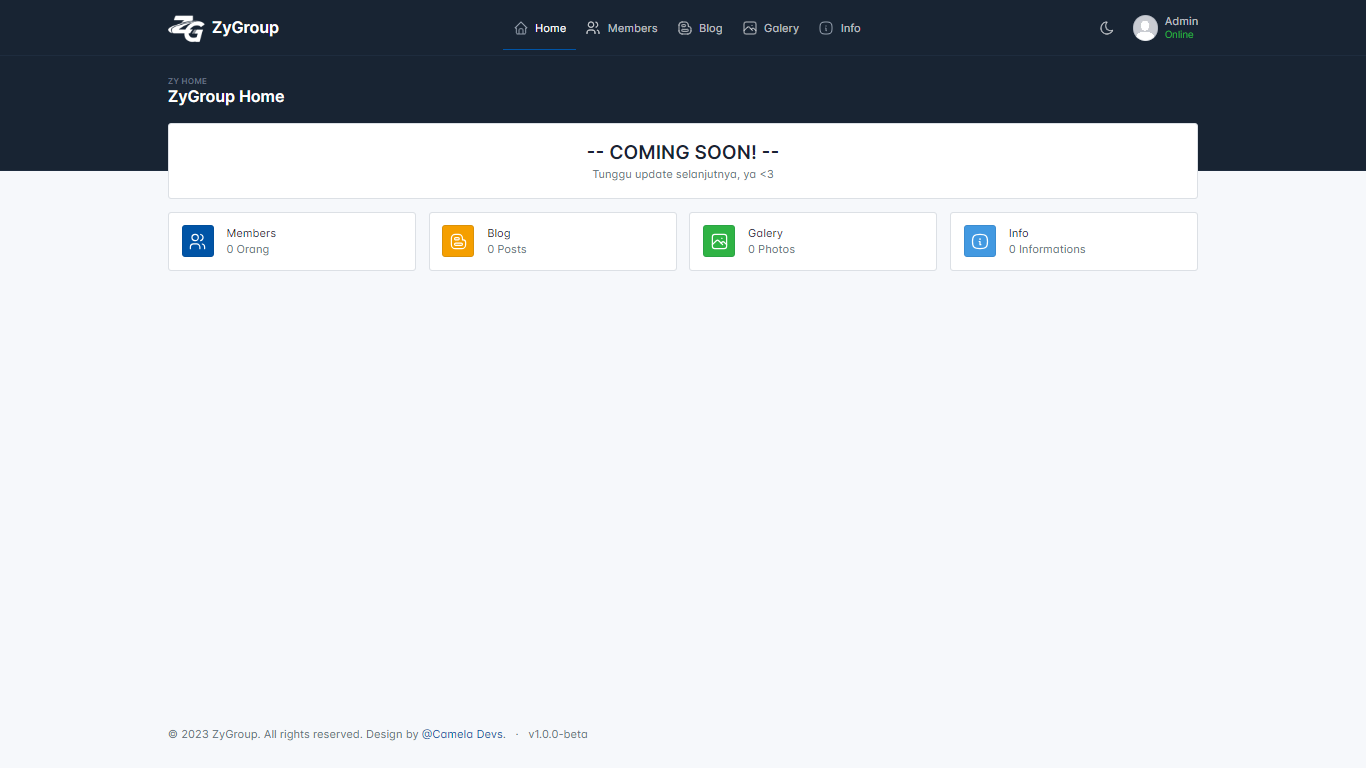 ZG ZyGroup
Home Members Blog Galery Info
Admin
Online
ZY HOME
ZyGroup Home
-- COMING SOON! --
Tunggu update selanjutnya, ya <3
Members
0 Orang
Blog
0 Posts
Galery
0 Photos
Info
0 Informations
© 2023 ZyGroup. All rights reserved. Design by @Camela Devs. · v1.0.0-beta